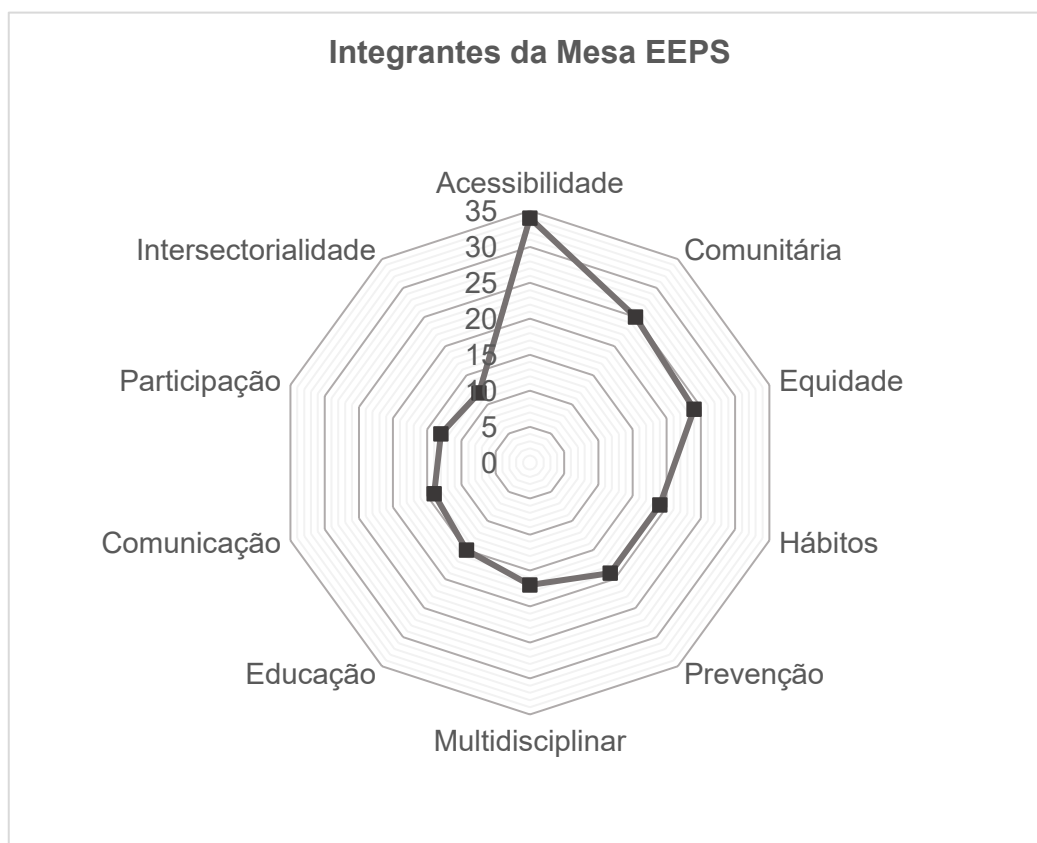 Integrantes da Mesa EEPS
Acessibilidade
35
Intersectorialidade
30
Comunitária
25
20
15
Participação
10
Equidade
5
0
Comunicação
Hábitos
Educação
Prevenção
Multidisciplinar